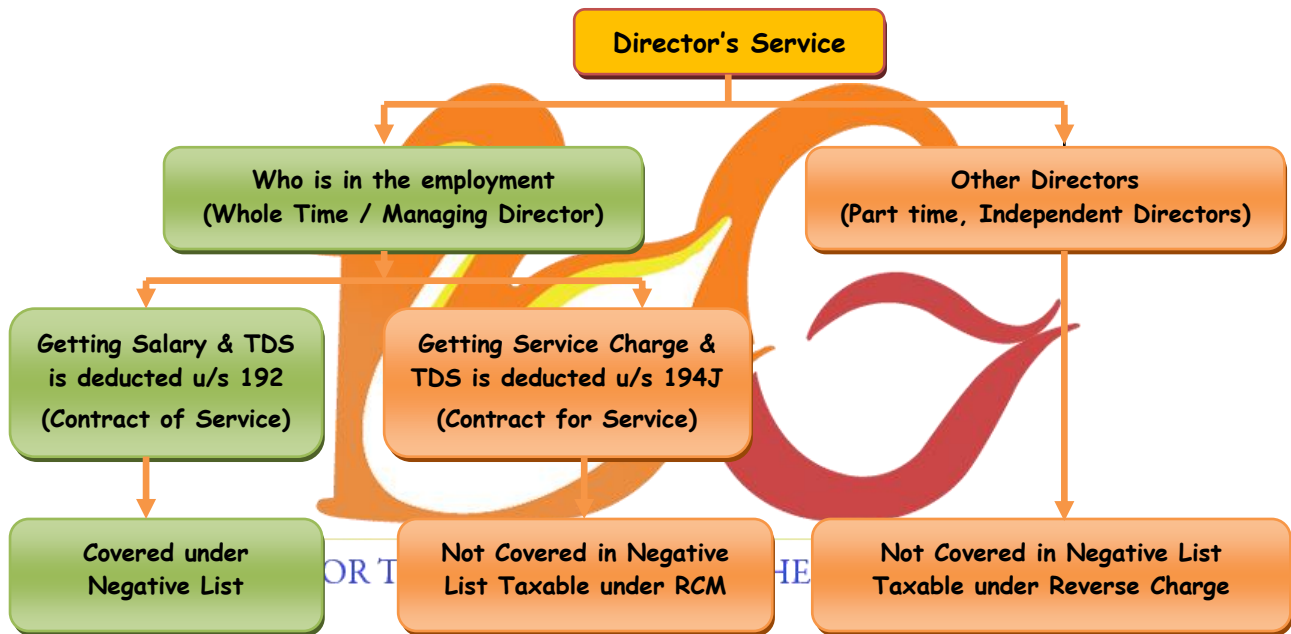 Director's Service
Who is in the employment
(Whole Time / Managing Director)
Other Directors
(Part time, Independent Directors)
Getting Salary & TDS
is deducted u/s 192
(Contract of Service)
Getting Service Charge &
TDS is deducted u/s 194J
(Contract for Service)
Covered under
Negative List
Not Covered in Negative
List Taxable under RCM
Not Covered in Negative List
Taxable under Reverse Charge